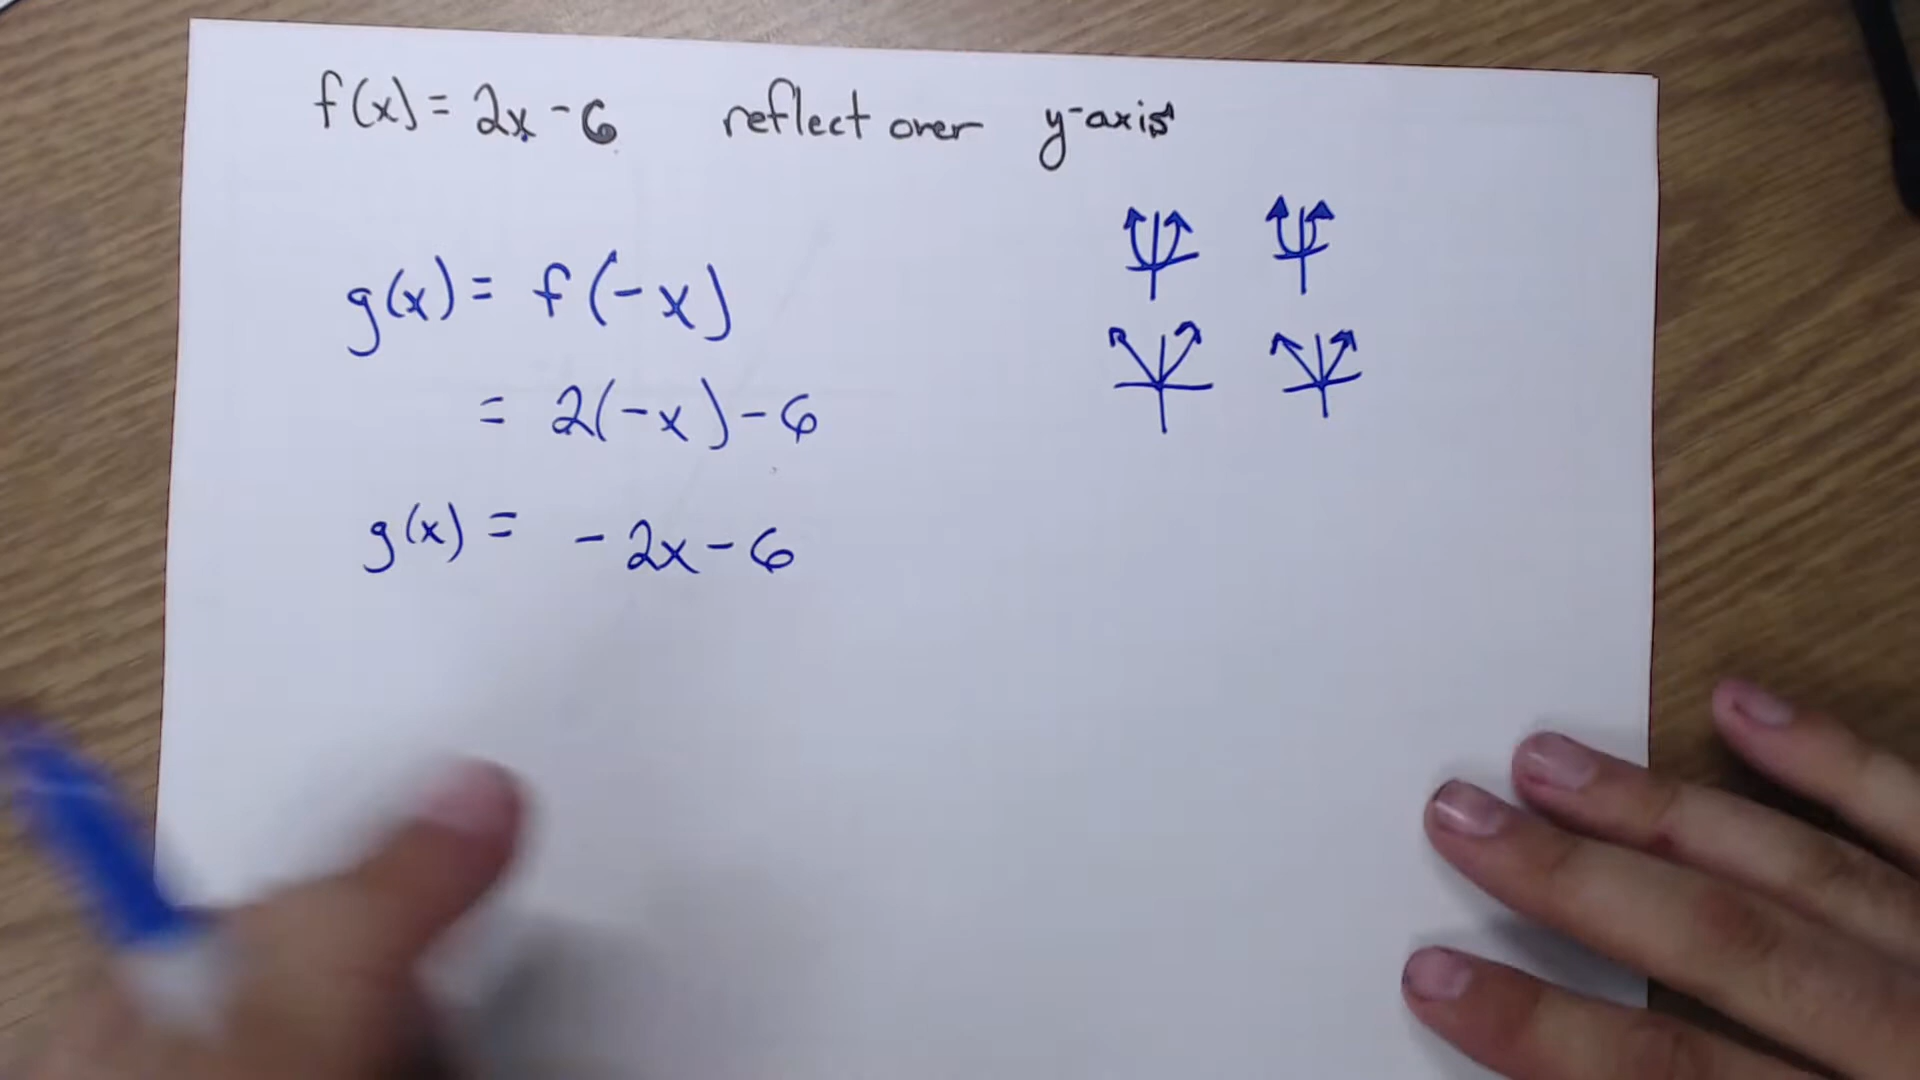 f(x) = 2x - 6 reflect over y-axis
g(x) = f(-x)
= 2(-x) - 6
g(x) = -2x - 6